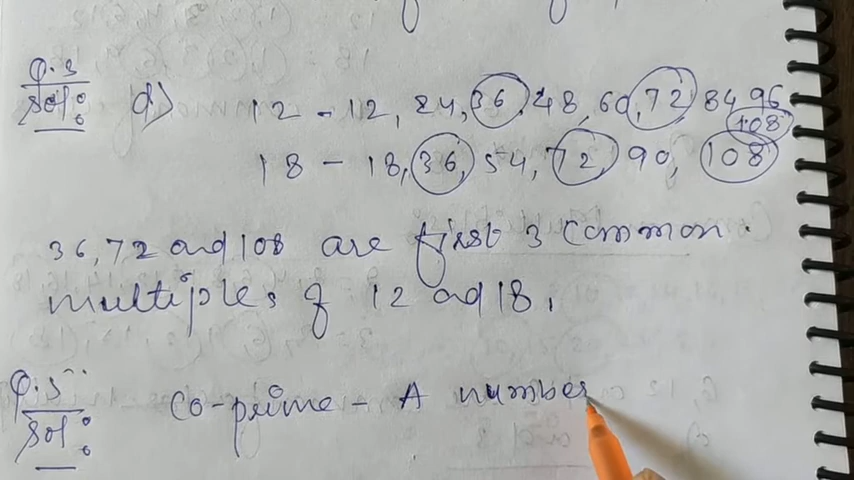 Q.3
Sol:
d) 12 - 12, 24, 36, 48, 60, 72, 84, 96
108
18 - 18, 36, 54, 72, 90, 108
36, 72 and 108 are first 3 common
multiples of 12 ad 18.
Q.5
Sol:
Co-prime - A number